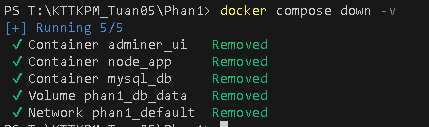 PS T:\KTTKPM_Tuan05\Phan1> docker compose down -v
[+] Running 5/5
✓ Container adminer_ui Removed
✓ Container node_app Removed
✓ Container mysql_db Removed
✓ Volume phan1_db_data Removed
✓ Network phan1_default Removed
PS T:\KTTKPM_Tuan05\Phan1>